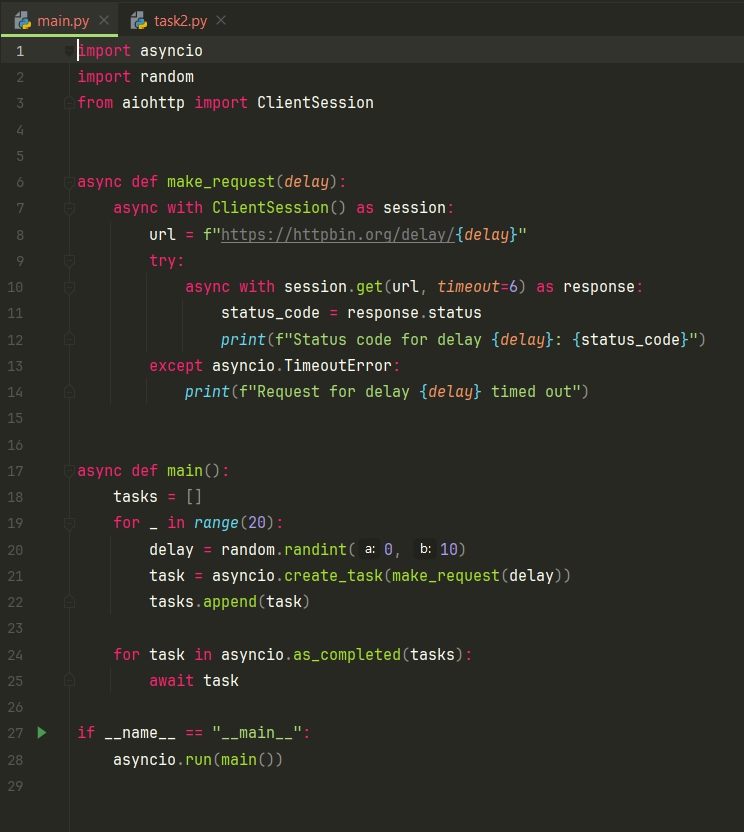 main.py task2.py
1 import asyncio
2 import random
3 from aiohttp import ClientSession
4
5
6 async def make_request(delay):
7     async with ClientSession() as session:
8         url = f"https://httpbin.org/delay/{delay}"
9         try:
10             async with session.get(url, timeout=6) as response:
11                 status_code = response.status
12                 print(f"Status code for delay {delay}: {status_code}")
13         except asyncio.TimeoutError:
14             print(f"Request for delay {delay} timed out")
15
16
17 async def main():
18     tasks = []
19     for _ in range(20):
20         delay = random.randint( a: 0, b: 10)
21         task = asyncio.create_task(make_request(delay))
22         tasks.append(task)
23
24     for task in asyncio.as_completed(tasks):
25         await task
26
27 if __name__ == "__main__":
28     asyncio.run(main())
29